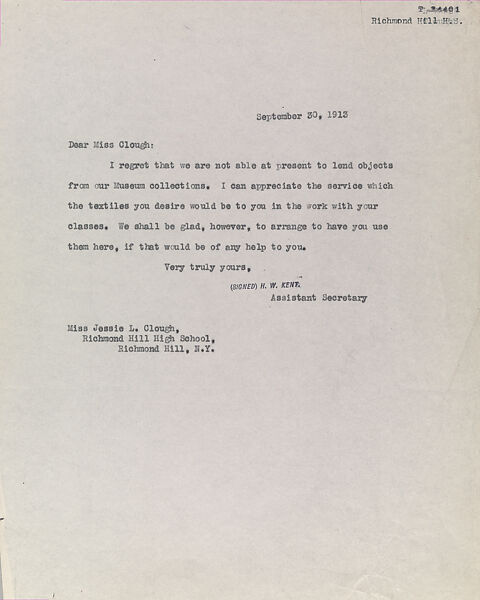 Richmond Hill H.S.
September 30, 1913
Dear Miss Clough:
I regret that we are not able at present to lend objects
from our Museum collections. I can appreciate the service which
the textiles you desire would be to you in the work with your
classes. We shall be glad, however, to arrange to have you use
them here, if that would be of any help to you.
Very truly yours,
(SIGNED) H. W. KENT.
Assistant Secretary
Miss Jessie L. Clough,
Richmond Hill High School,
Richmond Hill, N.Y.